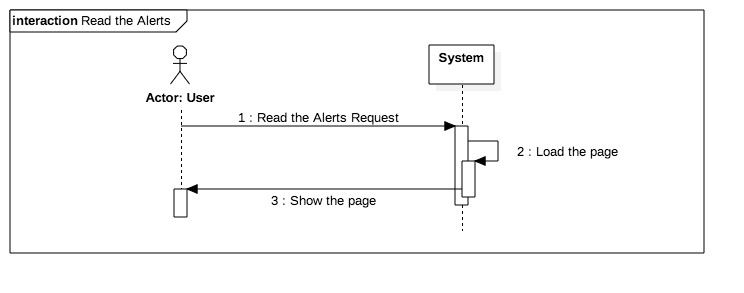 interaction Read the Alerts
System
Actor: User
1 : Read the Alerts Request
2 : Load the page
3 : Show the page